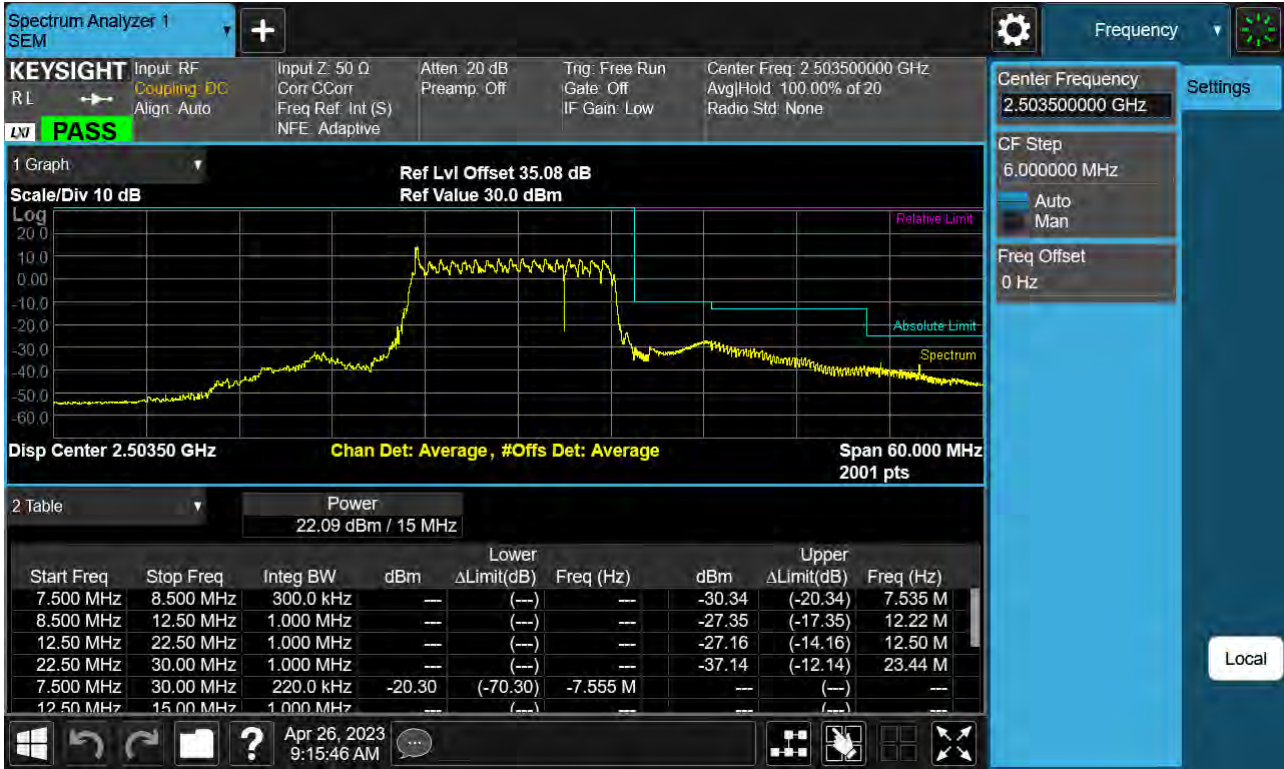 Spectrum Analyzer 1
SEM
Frequency
KEYSIGHT
R L
LXI
PASS
Input: RF
Coupling: DC
Align: Auto
Input Z: 50 Ω
Corr CCorr
Freq Ref: Int (S)
NFE: Adaptive
Atten: 20 dB
Preamp: Off
Trig: Free Run
Gate: Off
IF Gain: Low
Center Freq: 2.503500000 GHz
Avg|Hold: 100.00% of 20
Radio Std: None
Center Frequency
2.503500000 GHz
Settings
CF Step
6.000000 MHz
Auto
Man
Freq Offset
0 Hz
1 Graph
Ref Lvl Offset 35.08 dB
Scale/Div 10 dB
Ref Value 30.0 dBm
Log
20.0
10.0
0.00
-10.0
-20.0
-30.0
-40.0
-50.0
-60.0
Relative Limit
Absolute Limit
Spectrum
Disp Center 2.50350 GHz
Chan Det: Average, #Offs Det: Average
Span 60.000 MHz
2001 pts
2 Table
Power
22.09 dBm / 15 MHz
Lower Upper
Start Freq Stop Freq Integ BW dBm ΔLimit(dB) Freq (Hz) dBm ΔLimit(dB) Freq (Hz)
7.500 MHz 8.500 MHz 300.0 kHz --- (---) --- -30.34 (-20.34) 7.535 M
8.500 MHz 12.50 MHz 1.000 MHz --- (---) --- -27.35 (-17.35) 12.22 M
12.50 MHz 22.50 MHz 1.000 MHz --- (---) --- -27.16 (-14.16) 12.50 M
22.50 MHz 30.00 MHz 1.000 MHz --- (---) --- -37.14 (-12.14) 23.44 M
7.500 MHz 30.00 MHz 220.0 kHz -20.30 (-70.30) -7.555 M --- (---) ---
12.50 MHz 15.00 MHz 1.000 MHz --- (---) --- --- (---) ---
Local
?
Apr 26, 2023
9:15:46 AM